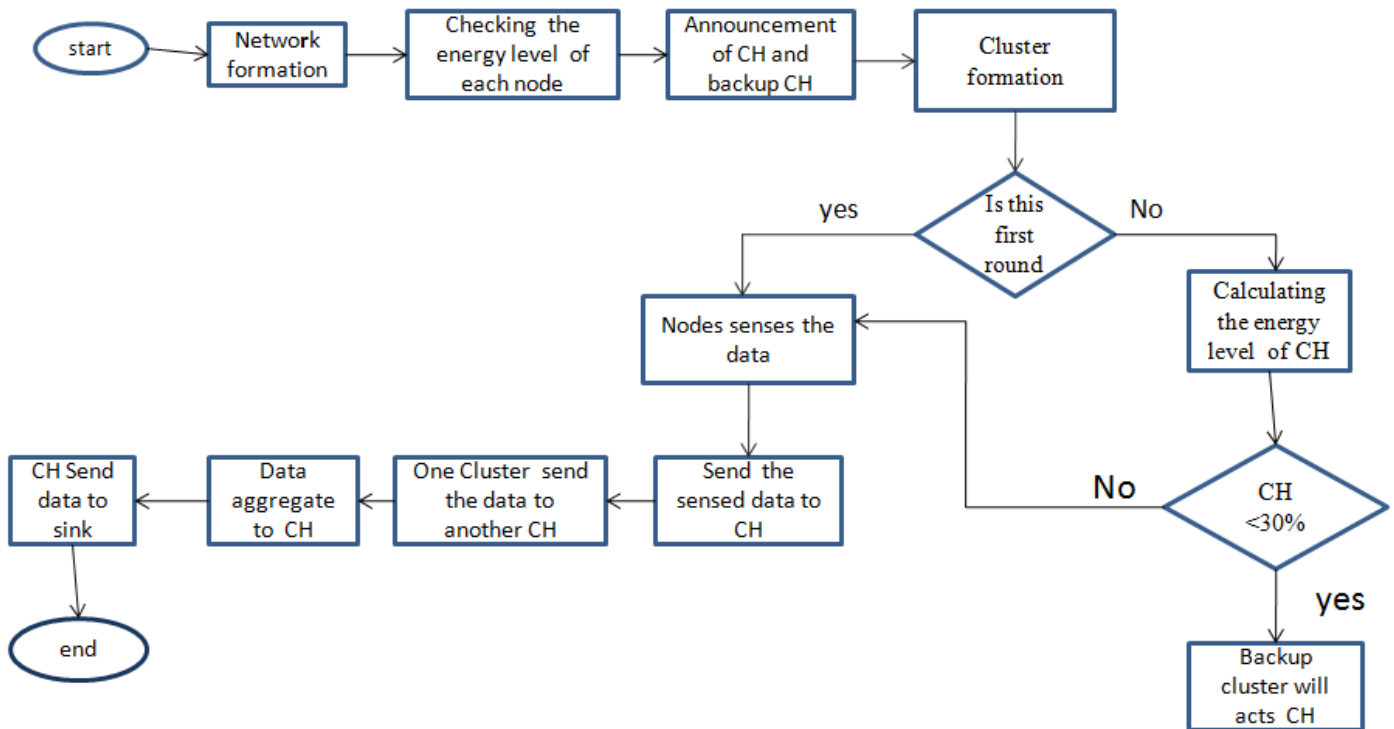 start
Network
formation
Checking the
energy level of
each node
Announcement
of CH and
backup CH
Cluster
formation
Is this
first
round
yes
No
Calculating
the energy
level of CH
Nodes senses the
data
CH
<30%
No
yes
Backup
cluster will
acts CH
Send the
sensed data to
CH
One Cluster send
the data to
another CH
Data
aggregate
to CH
CH Send
data to
sink
end